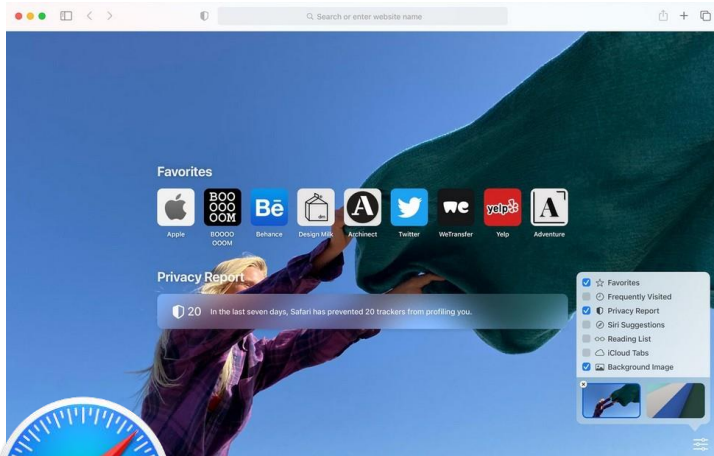 Search or enter website name
Favorites
BOO
OOO
OOM
Bē
A
we
yelp
A
Apple
BOOOO
OOOM
Behance
Design Milk
Archinect
Twitter
WeTransfer
Yelp
Adventure
Privacy Report
20 In the last seven days, Safari has prevented 20 trackers from profiling you.
Favorites
Frequently Visited
Privacy Report
Siri Suggestions
Reading List
iCloud Tabs
Background Image